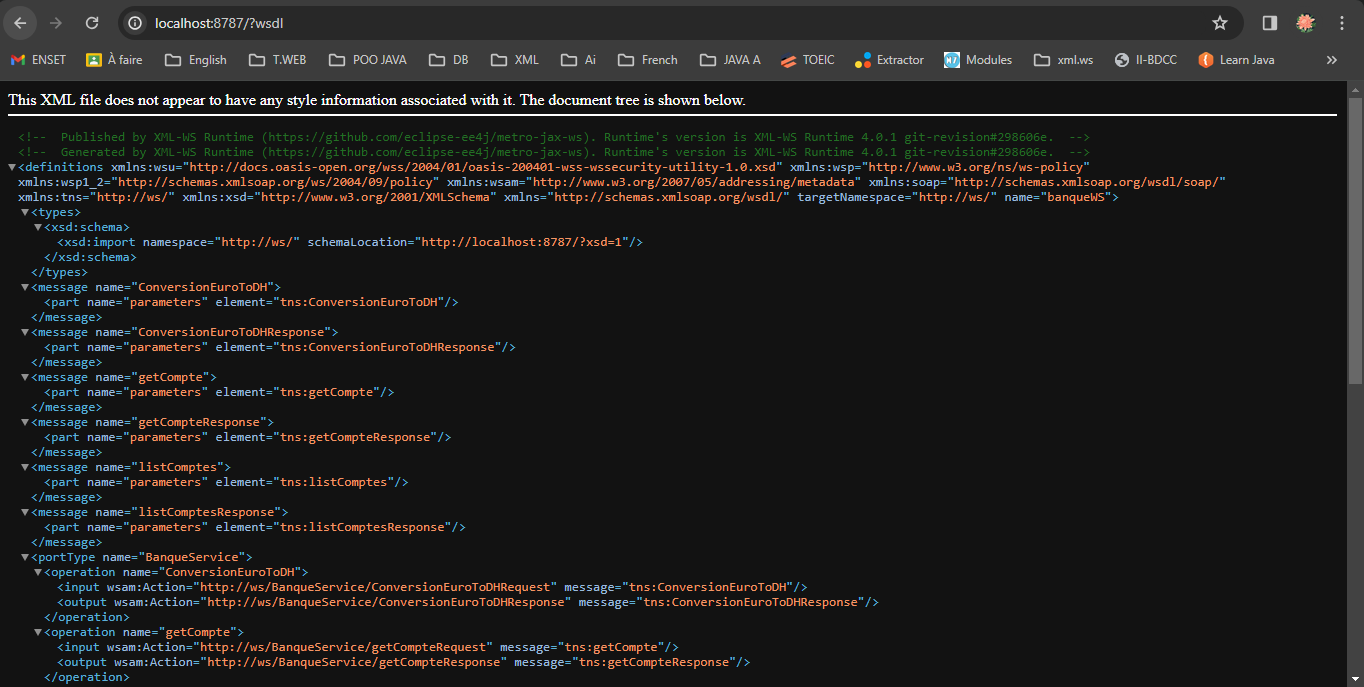 localhost:8787/?wsdl
ENSET À faire English T.WEB POO JAVA DB XML Ai French JAVA A TOEIC Extractor M7 Modules xml.ws II-BDCC Learn Java »
This XML file does not appear to have any style information associated with it. The document tree is shown below.
<!-- Published by XML-WS Runtime (https://github.com/eclipse-ee4j/metro-jax-ws). Runtime's version is XML-WS Runtime 4.0.1 git-revision#298606e. -->
<!-- Generated by XML-WS Runtime (https://github.com/eclipse-ee4j/metro-jax-ws). Runtime's version is XML-WS Runtime 4.0.1 git-revision#298606e. -->
▼<definitions xmlns:wsu="http://docs.oasis-open.org/wss/2004/01/oasis-200401-wss-wssecurity-utility-1.0.xsd" xmlns:wsp="http://www.w3.org/ns/ws-policy"
xmlns:wsp1_2="http://schemas.xmlsoap.org/ws/2004/09/policy" xmlns:wsam="http://www.w3.org/2007/05/addressing/metadata" xmlns:soap="http://schemas.xmlsoap.org/wsdl/soap/"
xmlns:tns="http://ws/" xmlns:xsd="http://www.w3.org/2001/XMLSchema" xmlns="http://schemas.xmlsoap.org/wsdl/" targetNamespace="http://ws/" name="banqueWS">
▼<types>
▼<xsd:schema>
<xsd:import namespace="http://ws/" schemaLocation="http://localhost:8787/?xsd=1"/>
</xsd:schema>
</types>
▼<message name="ConversionEuroToDH">
<part name="parameters" element="tns:ConversionEuroToDH"/>
</message>
▼<message name="ConversionEuroToDHResponse">
<part name="parameters" element="tns:ConversionEuroToDHResponse"/>
</message>
▼<message name="getCompte">
<part name="parameters" element="tns:getCompte"/>
</message>
▼<message name="getCompteResponse">
<part name="parameters" element="tns:getCompteResponse"/>
</message>
▼<message name="listComptes">
<part name="parameters" element="tns:listComptes"/>
</message>
▼<message name="listComptesResponse">
<part name="parameters" element="tns:listComptesResponse"/>
</message>
▼<portType name="BanqueService">
▼<operation name="ConversionEuroToDH">
<input wsam:Action="http://ws/BanqueService/ConversionEuroToDHRequest" message="tns:ConversionEuroToDH"/>
<output wsam:Action="http://ws/BanqueService/ConversionEuroToDHResponse" message="tns:ConversionEuroToDHResponse"/>
</operation>
▼<operation name="getCompte">
<input wsam:Action="http://ws/BanqueService/getCompteRequest" message="tns:getCompte"/>
<output wsam:Action="http://ws/BanqueService/getCompteResponse" message="tns:getCompteResponse"/>
</operation>